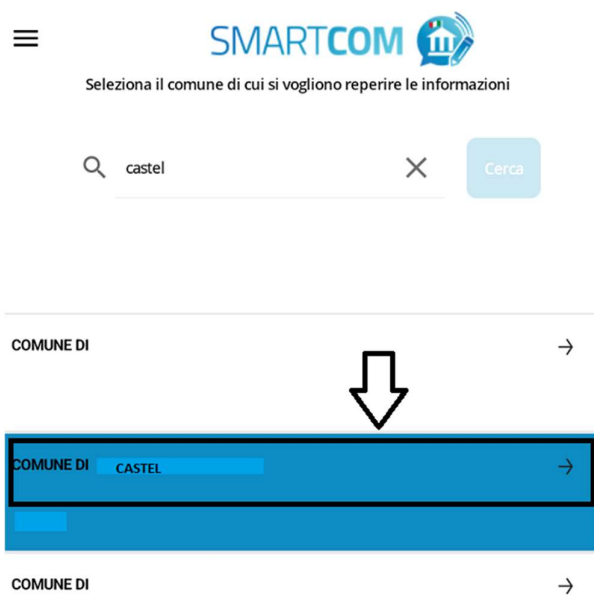 SMARTCOM
Seleziona il comune di cui si vogliono reperire le informazioni
castel
Cerca
COMUNE DI
COMUNE DI CASTEL
COMUNE DI